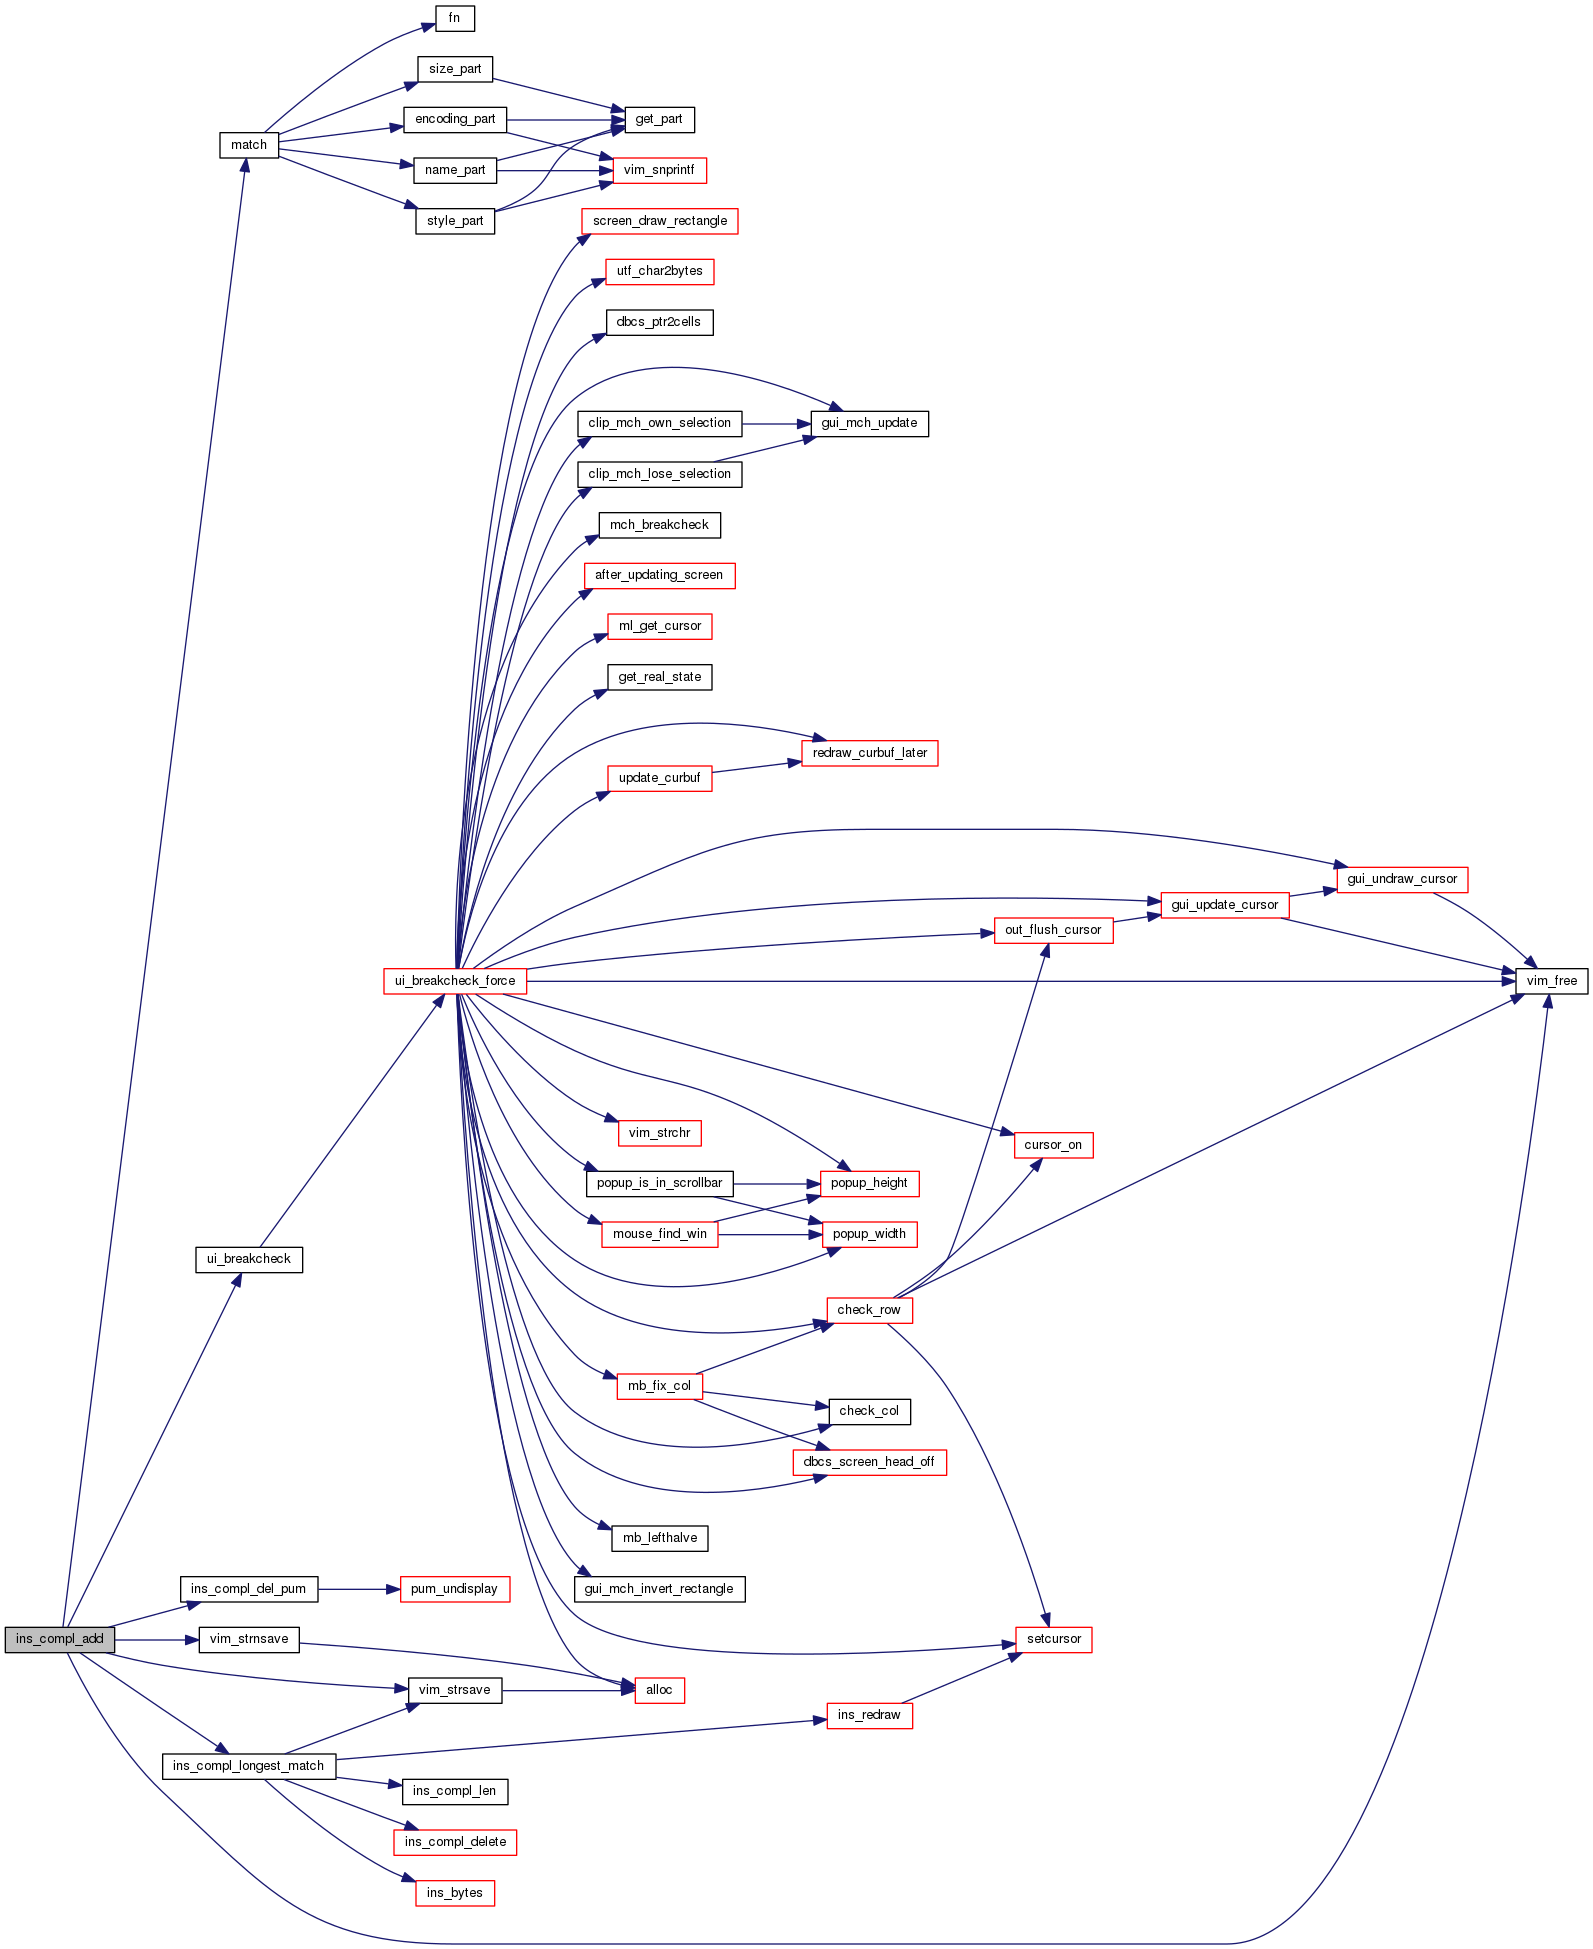 fn
size_part
encoding_part
get_part
match
name_part
vim_snprintf
style_part
screen_draw_rectangle
utf_char2bytes
dbcs_ptr2cells
clip_mch_own_selection
gui_mch_update
clip_mch_lose_selection
mch_breakcheck
after_updating_screen
ml_get_cursor
get_real_state
redraw_curbuf_later
update_curbuf
gui_undraw_cursor
gui_update_cursor
out_flush_cursor
ui_breakcheck_force
vim_free
vim_strchr
cursor_on
popup_is_in_scrollbar
popup_height
mouse_find_win
popup_width
ui_breakcheck
check_row
mb_fix_col
check_col
dbcs_screen_head_off
mb_lefthalve
ins_compl_del_pum
pum_undisplay
gui_mch_invert_rectangle
ins_compl_add
vim_strnsave
setcursor
vim_strsave
alloc
ins_redraw
ins_compl_longest_match
ins_compl_len
ins_compl_delete
ins_bytes